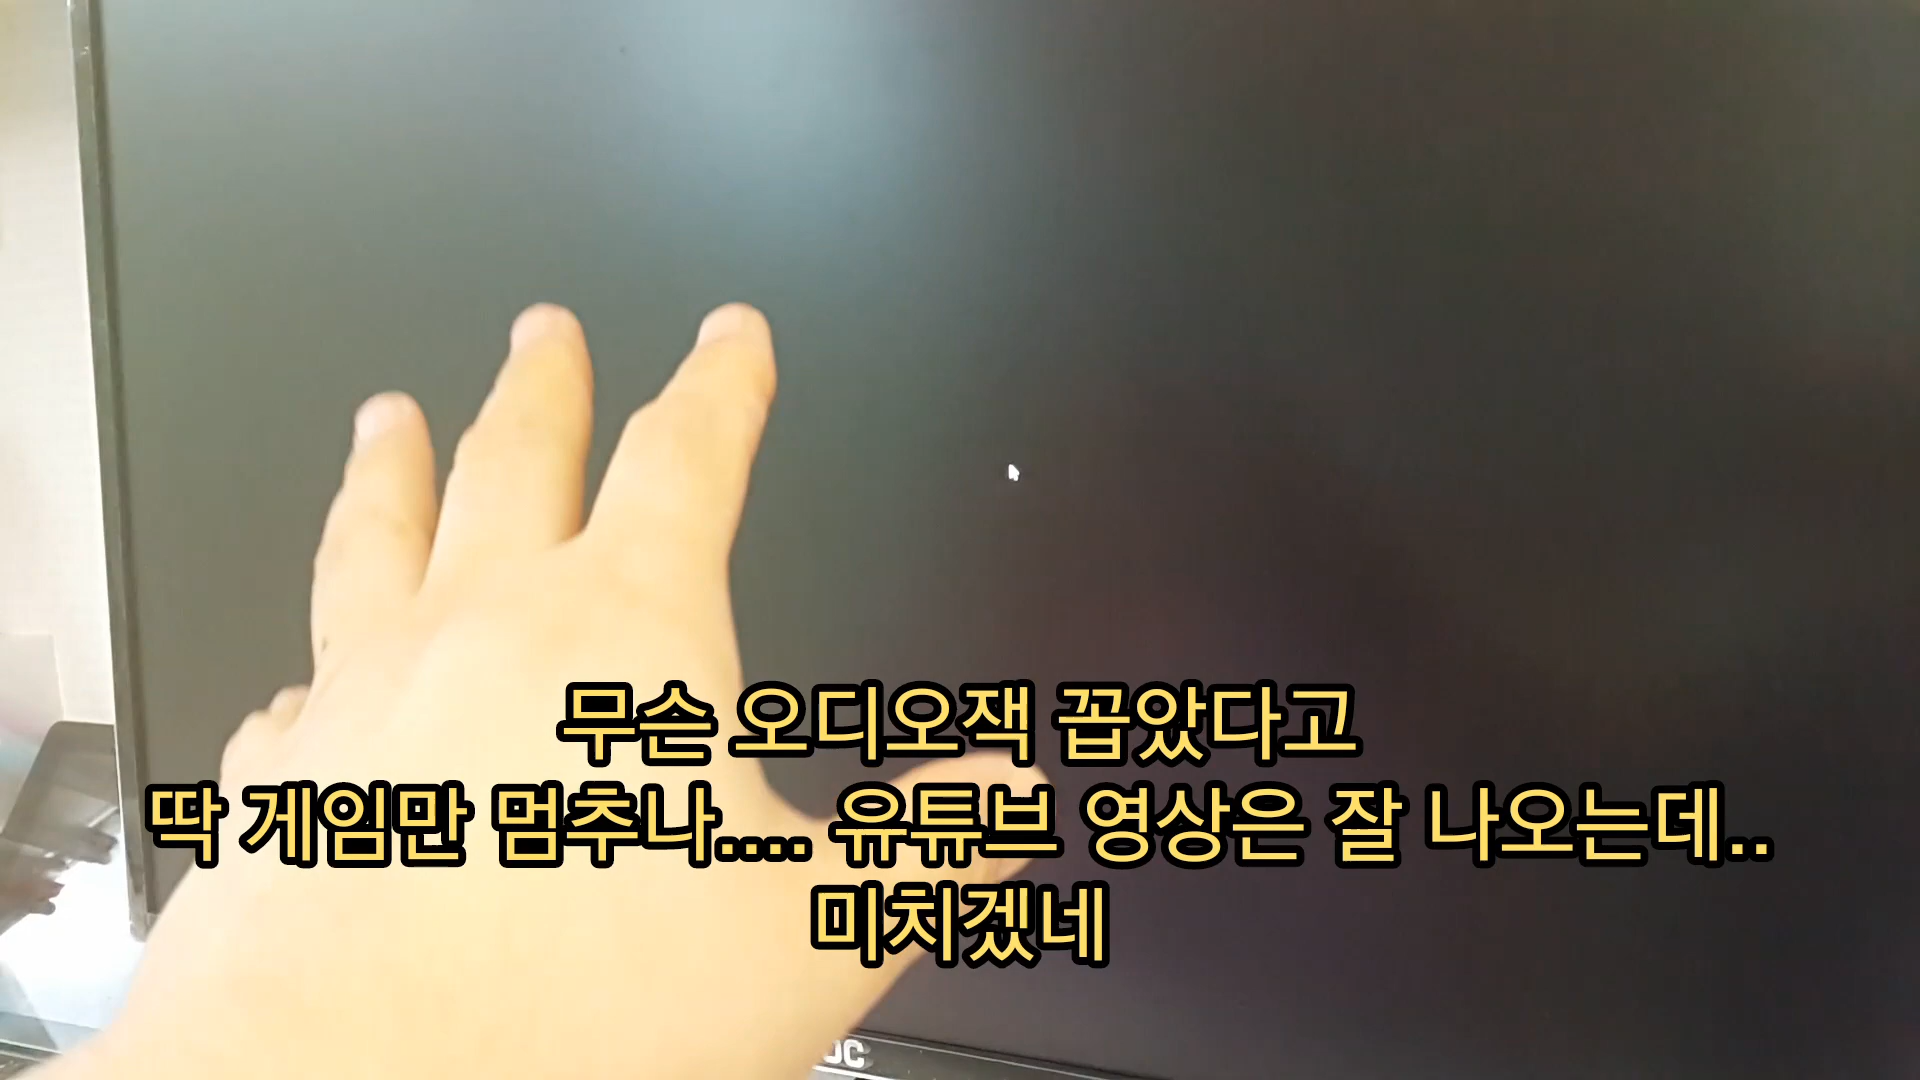 무슨 오디오잭 꼽았다고
딱 게임만 멈추나.... 유튜브 영상은 잘 나오는데..
미치겠네